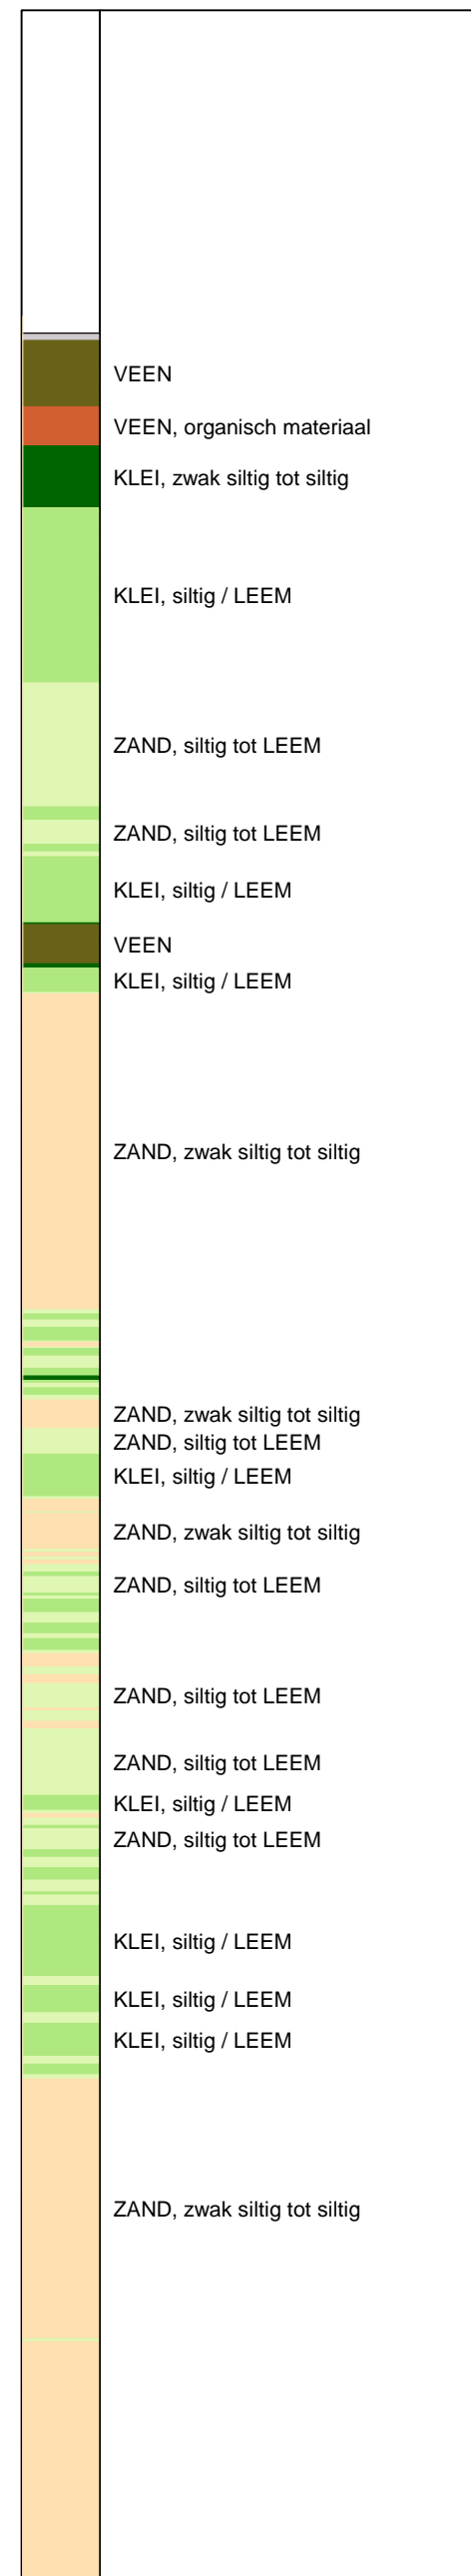 VEEN
VEEN, organisch materiaal
KLEI, zwak siltig tot siltig
KLEI, siltig / LEEM
ZAND, siltig tot LEEM
ZAND, siltig tot LEEM
KLEI, siltig / LEEM
VEEN
KLEI, siltig / LEEM
ZAND, zwak siltig tot siltig
ZAND, zwak siltig tot siltig
ZAND, siltig tot LEEM
KLEI, siltig / LEEM
ZAND, zwak siltig tot siltig
ZAND, siltig tot LEEM
ZAND, siltig tot LEEM
ZAND, siltig tot LEEM
KLEI, siltig / LEEM
ZAND, siltig tot LEEM
KLEI, siltig / LEEM
KLEI, siltig / LEEM
KLEI, siltig / LEEM
ZAND, zwak siltig tot siltig